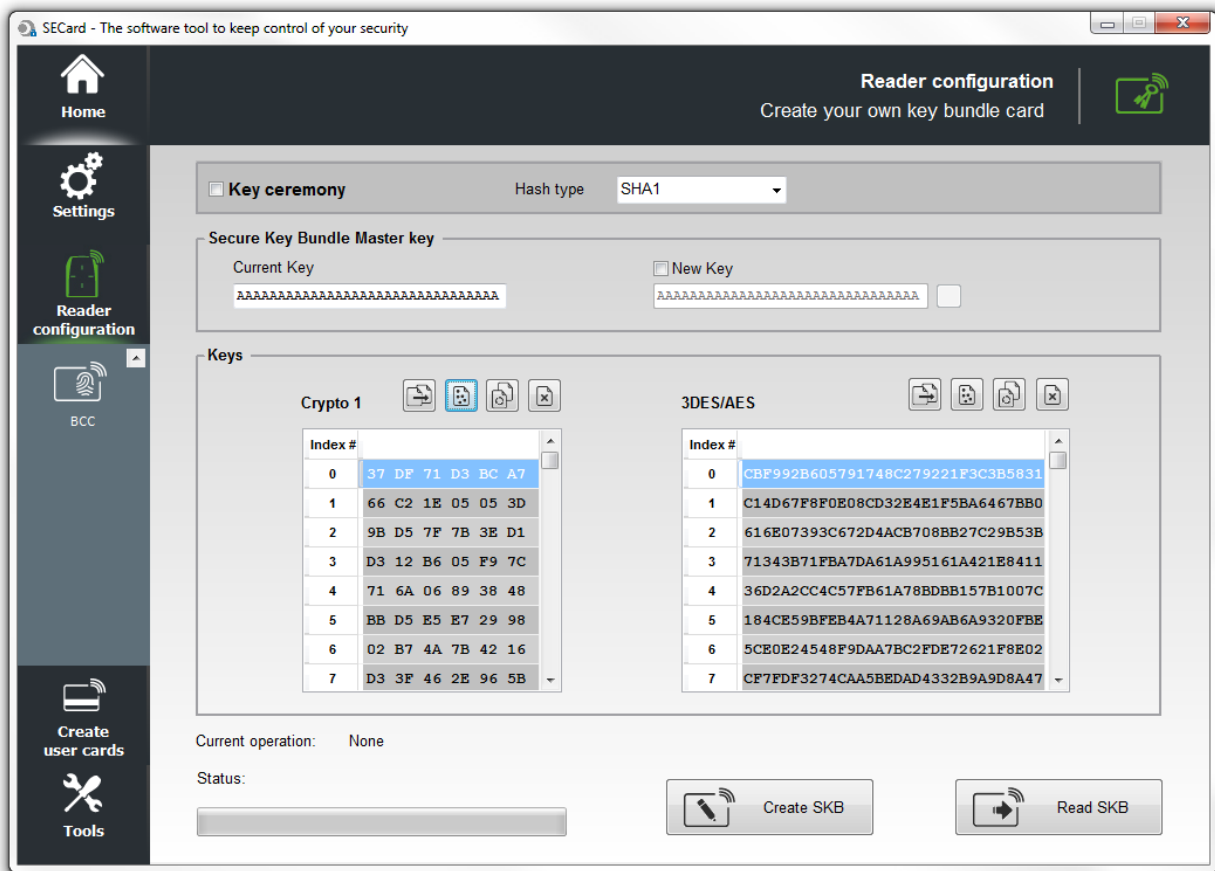 SECard - The software tool to keep control of your security
Home
Reader configuration
Create your own key bundle card
Settings
Reader
configuration
BCC
Create
user cards
Tools
Key ceremony Hash type SHA1
Secure Key Bundle Master key
Current Key New Key
AAAAAAAAAAAAAAAAAAAAAAAAAAAAAAAA AAAAAAAAAAAAAAAAAAAAAAAAAAAAAAAA
Keys
Crypto 1 3DES/AES
Index # Index #
0 37 DF 71 D3 BC A7 0 CBF992B605791748C279221F3C3B5831
1 66 C2 1E 05 05 3D 1 C14D67F8F0E08CD32E4E1F5BA6467BB0
2 9B D5 7F 7B 3E D1 2 616E07393C672D4ACB708BB27C29B53B
3 D3 12 B6 05 F9 7C 3 71343B71FBA7DA61A995161A421E8411
4 71 6A 06 89 38 48 4 36D2A2CC4C57FB61A78BDBB157B1007C
5 BB D5 E5 E7 29 98 5 184CE59BFEB4A71128A69AB6A9320FBE
6 02 B7 4A 7B 42 16 6 5CE0E24548F9DAA7BC2FDE72621F8E02
7 D3 3F 46 2E 96 5B 7 CF7FDF3274CAA5BEDAD4332B9A9D8A47
Current operation: None
Status:
Create SKB Read SKB